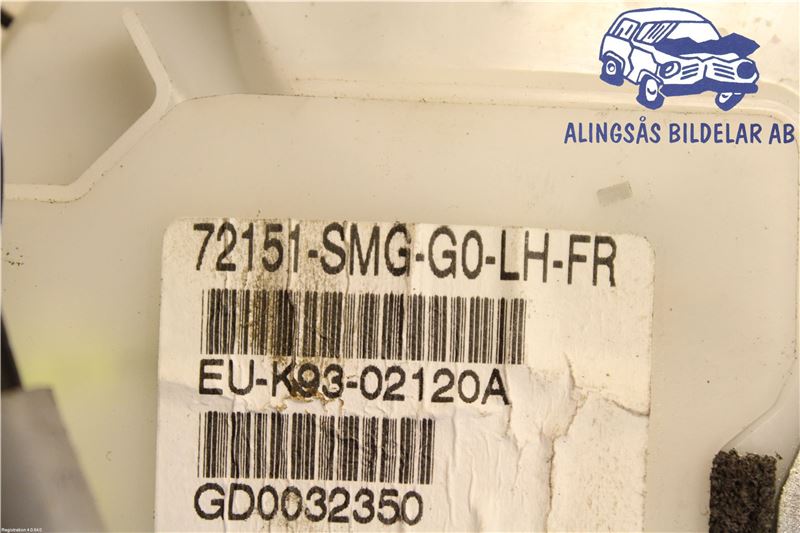 ALINGSÅS BILDELAR AB
72151-SMG-G0-LH-FR
EU-K93-02120A
GD0032350